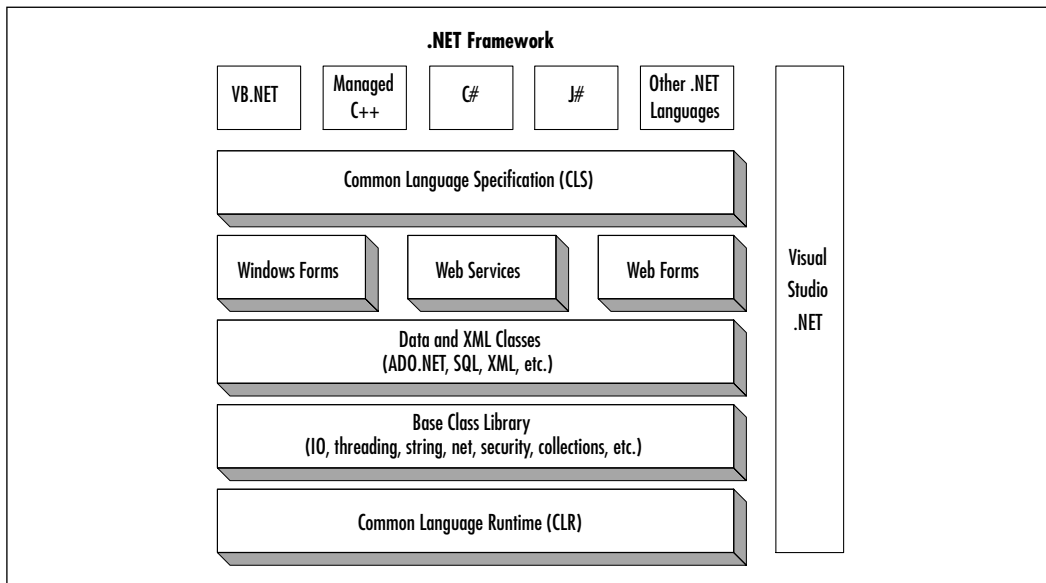 .NET Framework
VB.NET
Managed
C++
C#
J#
Other .NET
Languages
Common Language Specification (CLS)
Windows Forms
Web Services
Web Forms
Data and XML Classes
(ADO.NET, SQL, XML, etc.)
Base Class Library
(IO, threading, string, net, security, collections, etc.)
Common Language Runtime (CLR)
Visual
Studio
.NET